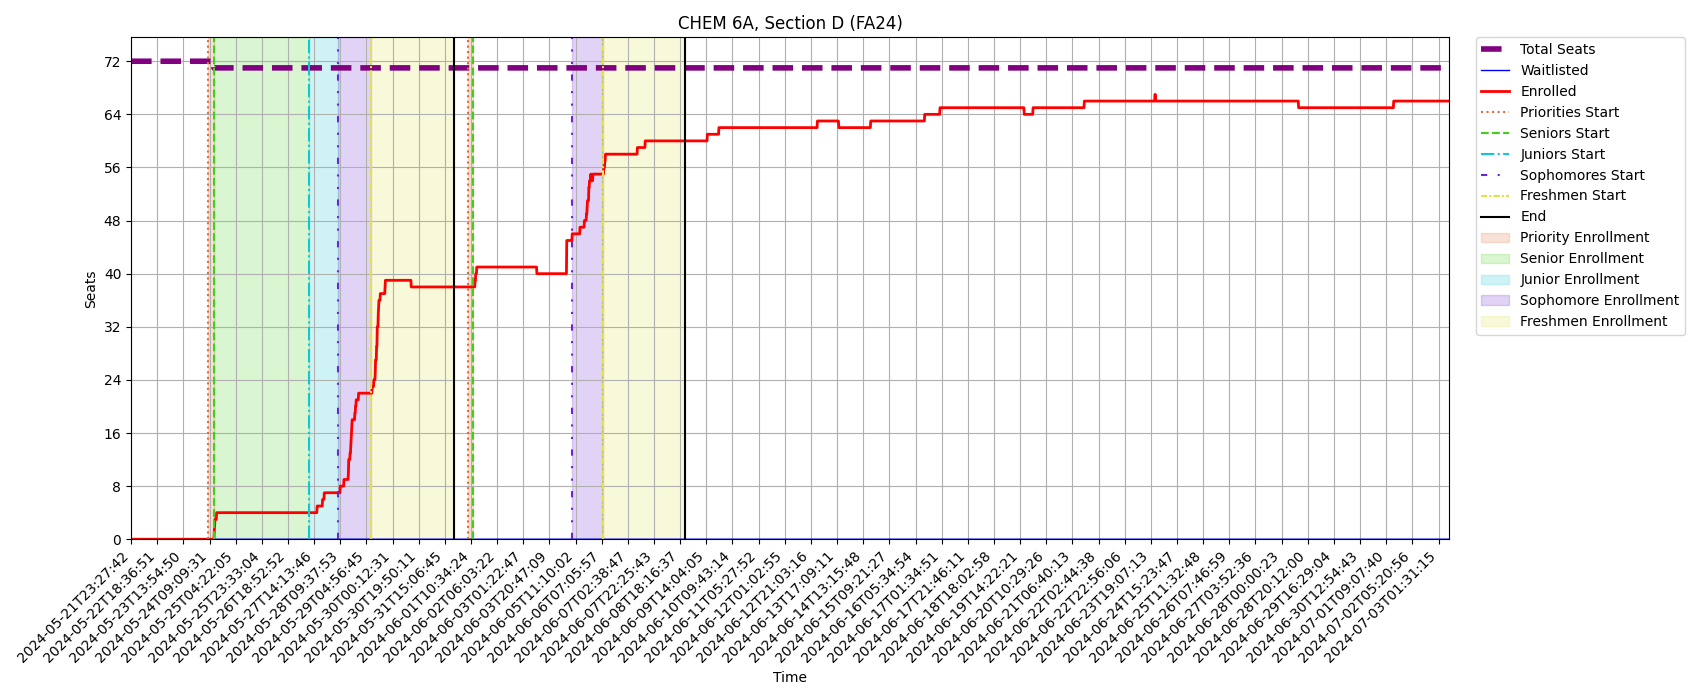 CHEM 6A, Section D (FA24)
Total Seats
Waitlisted
Enrolled
Priorities Start
Seniors Start
Juniors Start
Sophomores Start
Freshmen Start
End
Priority Enrollment
Senior Enrollment
Junior Enrollment
Sophomore Enrollment
Freshmen Enrollment
Seats
72
64
56
48
40
32
24
16
8
0
2024-05-21T23:27:42
2024-05-22T18:36:51
2024-05-23T13:54:50
2024-05-24T09:09:31
2024-05-25T04:22:05
2024-05-25T23:33:04
2024-05-26T18:52:52
2024-05-27T14:13:46
2024-05-28T09:37:53
2024-05-29T04:56:45
2024-05-30T00:12:31
2024-05-30T19:50:11
2024-05-31T15:06:45
2024-06-01T10:34:24
2024-06-02T06:03:22
2024-06-03T01:22:47
2024-06-03T20:47:09
2024-06-05T11:10:02
2024-06-06T07:05:57
2024-06-07T02:38:47
2024-06-07T22:25:43
2024-06-08T18:16:37
2024-06-09T14:04:05
2024-06-10T09:43:14
2024-06-11T05:27:52
2024-06-12T01:02:55
2024-06-12T21:03:16
2024-06-13T17:09:11
2024-06-14T13:15:48
2024-06-15T09:21:27
2024-06-16T05:34:54
2024-06-17T01:34:51
2024-06-17T21:46:11
2024-06-18T18:02:58
2024-06-19T14:22:21
2024-06-20T10:29:26
2024-06-21T06:40:13
2024-06-22T02:44:38
2024-06-22T22:56:06
2024-06-23T19:07:13
2024-06-24T15:23:47
2024-06-25T11:32:48
2024-06-26T07:46:59
2024-06-27T03:52:36
2024-06-28T00:00:23
2024-06-28T20:12:00
2024-06-29T16:29:04
2024-06-30T12:54:43
2024-07-01T09:07:40
2024-07-02T05:20:56
2024-07-03T01:31:15
Time